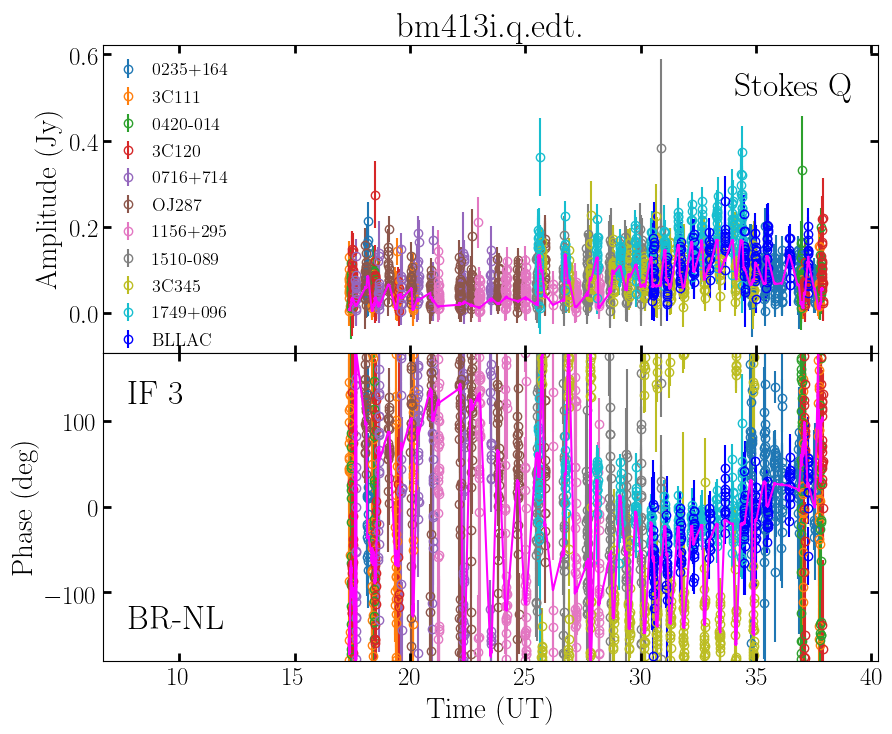 bm413i.q.edt.
Stokes Q
0235+164
3C111
0420-014
3C120
0716+714
OJ287
1156+295
1510-089
3C345
1749+096
BLLAC
0.6
0.4
0.2
0.0
Amplitude (Jy)
IF 3
BR-NL
100
0
−100
Phase (deg)
10 15 20 25 30 35 40
Time (UT)